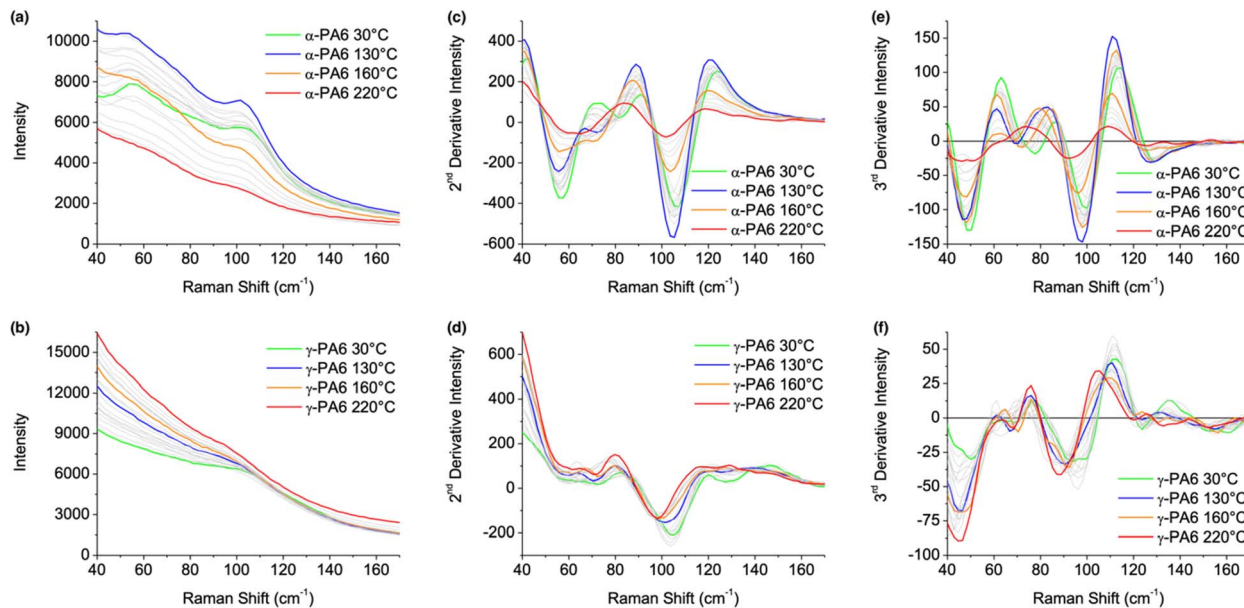 (a)
10000
8000
6000
4000
2000
0
Intensity
α-PA6 30°C
α-PA6 130°C
α-PA6 160°C
α-PA6 220°C
40 60 80 100 120 140 160
Raman Shift (cm-1)
(c)
400
200
0
-200
-400
-600
2nd Derivative Intensity
α-PA6 30°C
α-PA6 130°C
α-PA6 160°C
α-PA6 220°C
40 60 80 100 120 140 160
Raman Shift (cm-1)
(e)
150
100
50
0
-50
-100
-150
3rd Derivative Intensity
α-PA6 30°C
α-PA6 130°C
α-PA6 160°C
α-PA6 220°C
40 60 80 100 120 140 160
Raman Shift (cm-1)
(b)
15000
12000
9000
6000
3000
0
Intensity
γ-PA6 30°C
γ-PA6 130°C
γ-PA6 160°C
γ-PA6 220°C
40 60 80 100 120 140 160
Raman Shift (cm-1)
(d)
600
400
200
0
-200
2nd Derivative Intensity
γ-PA6 30°C
γ-PA6 130°C
γ-PA6 160°C
γ-PA6 220°C
40 60 80 100 120 140 160
Raman Shift (cm-1)
(f)
50
25
0
-25
-50
-75
-100
3rd Derivative Intensity
γ-PA6 30°C
γ-PA6 130°C
γ-PA6 160°C
γ-PA6 220°C
40 60 80 100 120 140 160
Raman Shift (cm-1)